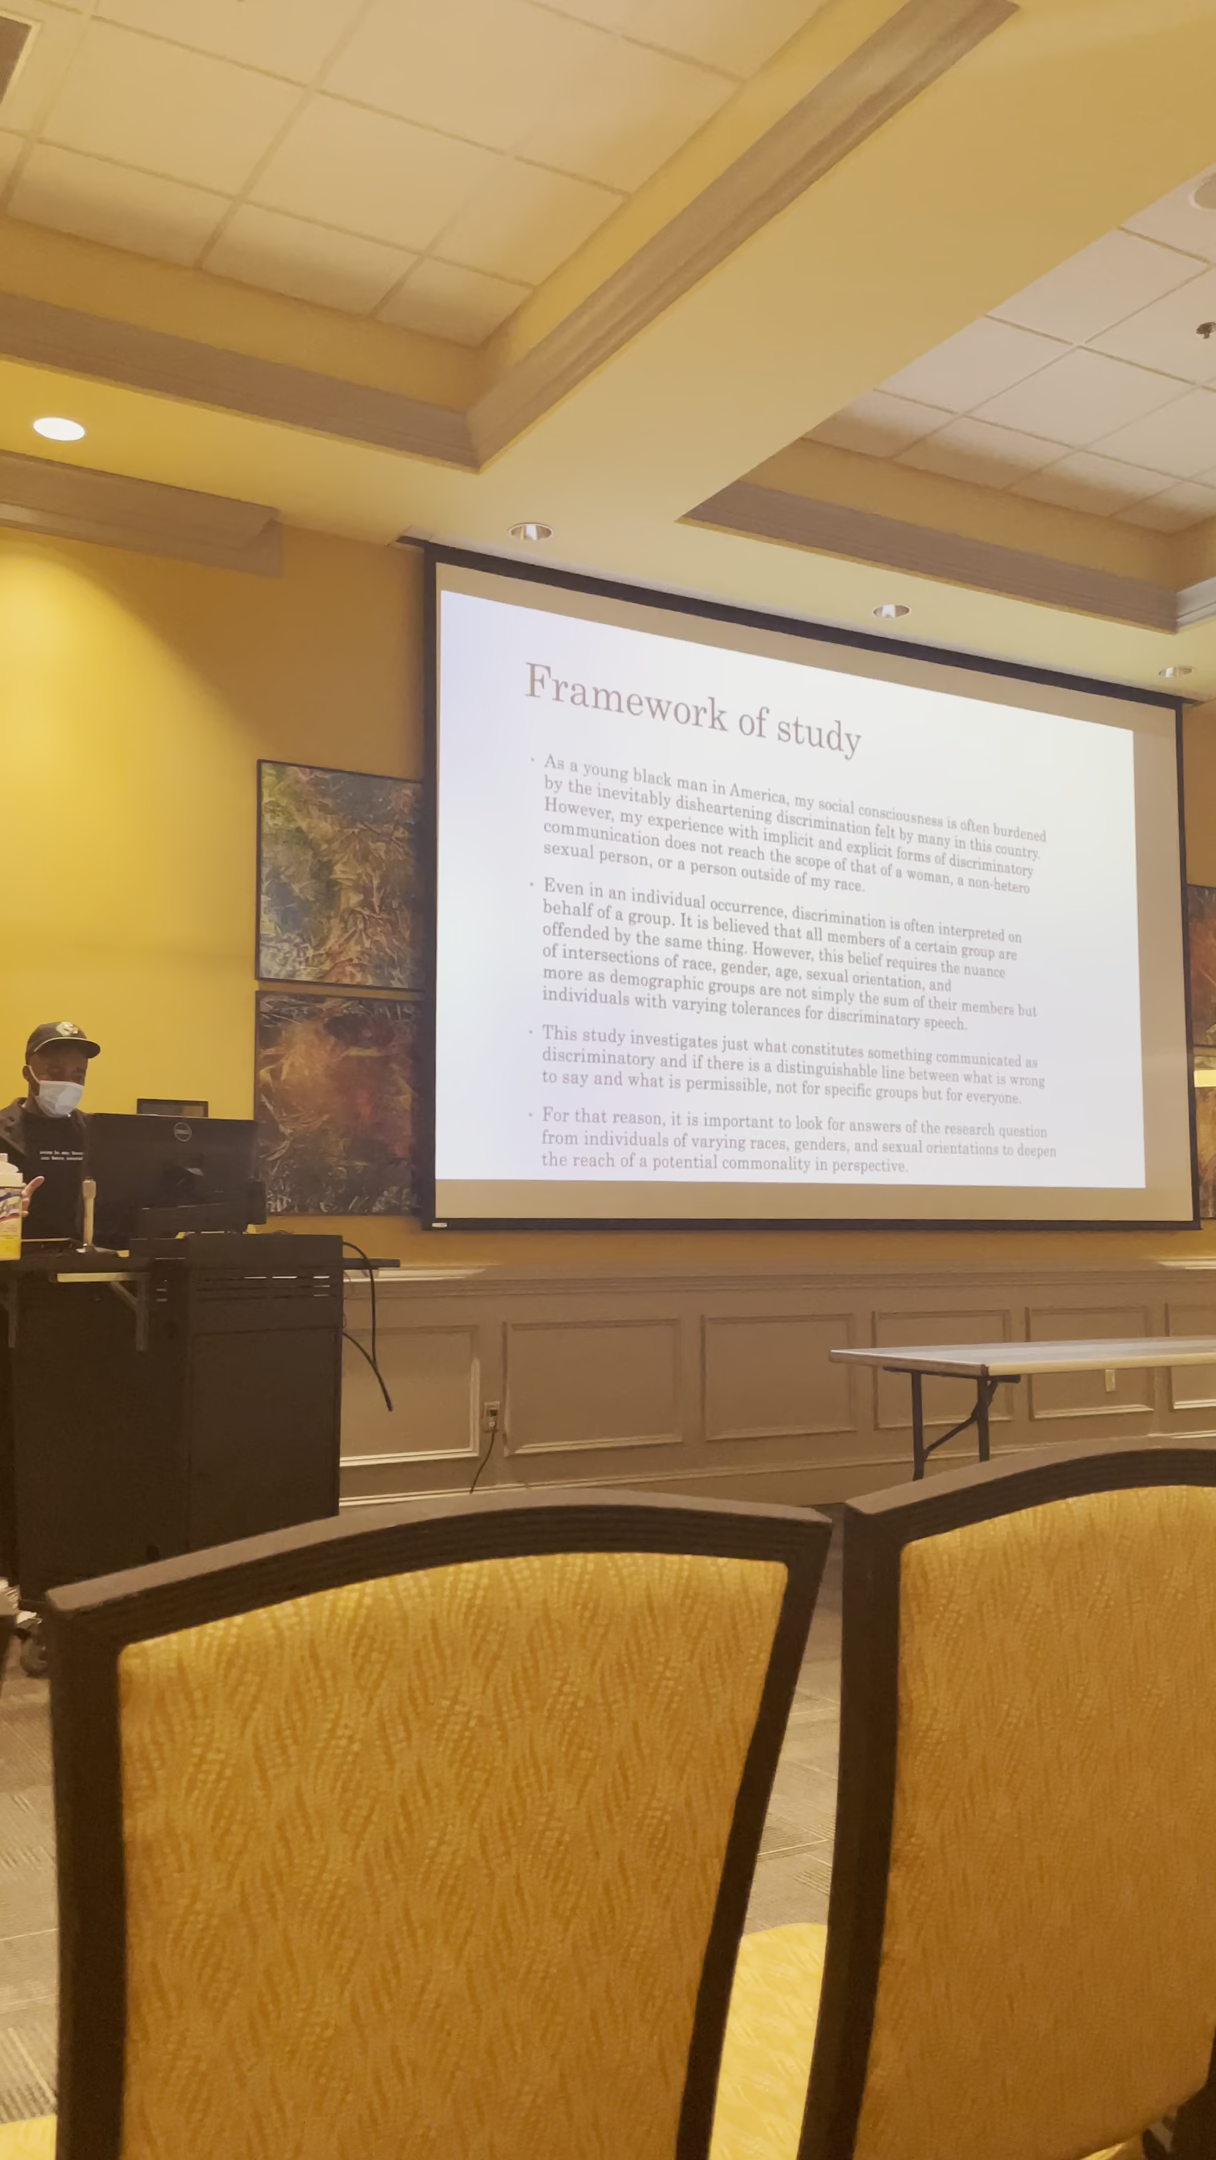 Framework of study
• As a young black man in America, my social consciousness is often burdened
by the inevitably disheartening discrimination felt by many in this country.
However, my experience with implicit and explicit forms of discriminatory
communication does not reach the scope of that of a woman, a non-hetero
sexual person, or a person outside of my race.
• Even in an individual occurrence, discrimination is often interpreted on
behalf of a group. It is believed that all members of a certain group are
offended by the same thing. However, this belief requires the nuance
of intersections of race, gender, age, sexual orientation, and
more as demographic groups are not simply the sum of their members but
individuals with varying tolerances for discriminatory speech.
• This study investigates just what constitutes something communicated as
discriminatory and if there is a distinguishable line between what is wrong
to say and what is permissible, not for specific groups but for everyone.
• For that reason, it is important to look for answers of the research question
from individuals of varying races, genders, and sexual orientations to deepen
the reach of a potential commonality in perspective.
DELL